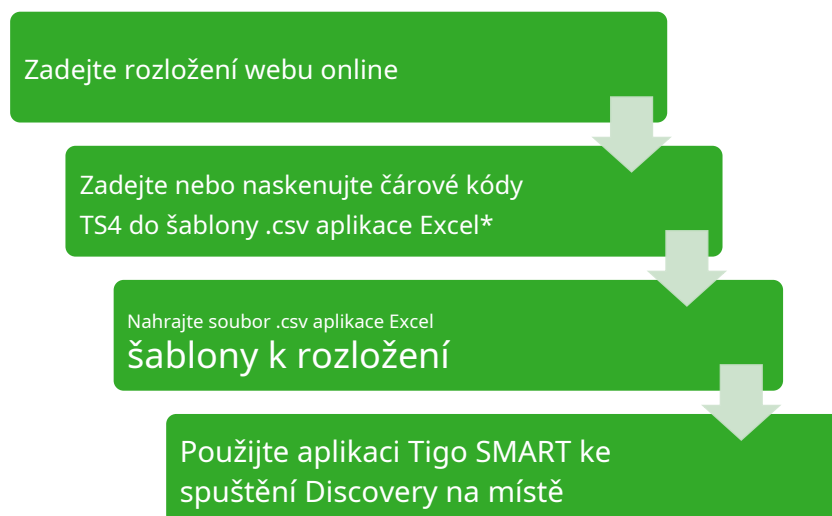 Zadejte rozložení webu online
Zadejte nebo naskenujte čárové kódy
TS4 do šablony .csv aplikace Excel*
Nahrajte soubor .csv aplikace Excel
šablony k rozložení
Použijte aplikaci Tigo SMART ke
spuštění Discovery na místě